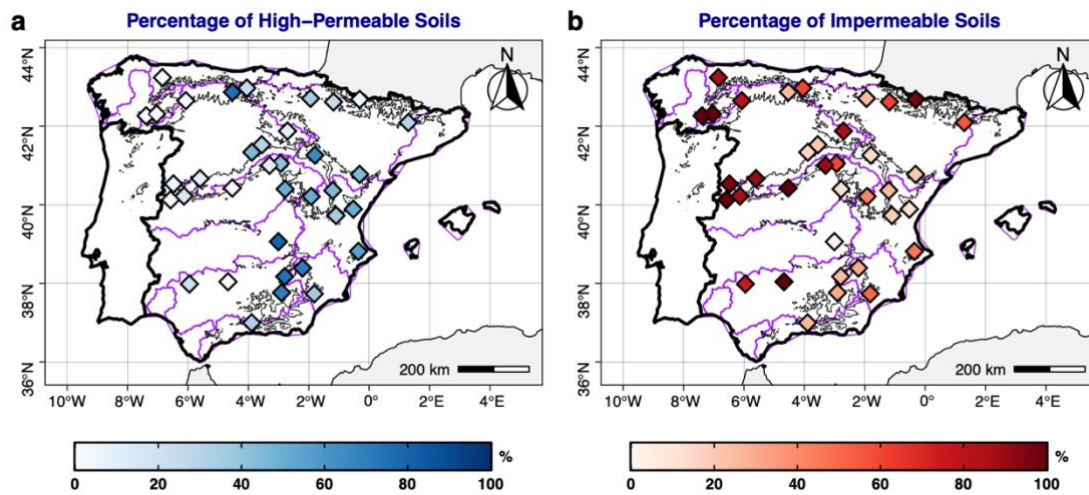 a
Percentage of High–Permeable Soils
44°N
42°N
40°N
38°N
36°N
N
200 km
10°W 8°W 6°W 4°W 2°W 0° 2°E 4°E
0 20 40 60 80 100
%
b
Percentage of Impermeable Soils
44°N
42°N
40°N
38°N
36°N
N
200 km
10°W 8°W 6°W 4°W 2°W 0° 2°E 4°E
0 20 40 60 80 100
%